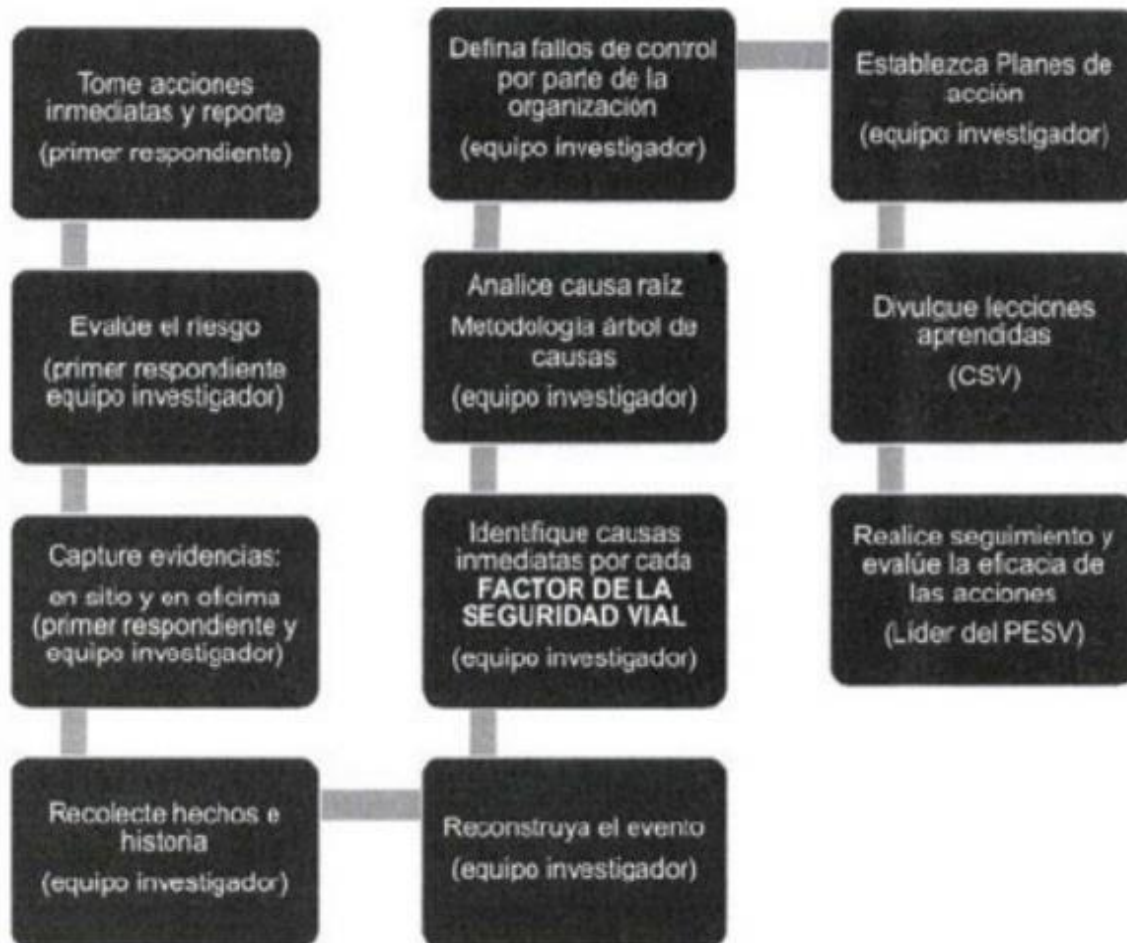 Tome acciones
inmediatas y reporte
(primer respondiente)
Evalúe el riesgo
(primer respondiente
equipo investigador)
Capture evidencias:
en sitio y en oficima
(primer respondiente y
equipo investigador)
Recolecte hechos e
historia
(equipo investigador)
Reconstruya el evento
(equipo investigador)
Identifique causas
inmediatas por cada
FACTOR DE LA
SEGURIDAD VIAL
(equipo investigador)
Analice causa raíz
Metodología árbol de
causas
(equipo investigador)
Defina fallos de control
por parte de la
organización
(equipo investigador)
Establezca Planes de
acción
(equipo investigador)
Divulgue lecciones
aprendidas
(CSV)
Realice seguimiento y
evalúe la eficacia de
las acciones
(Líder del PESV)